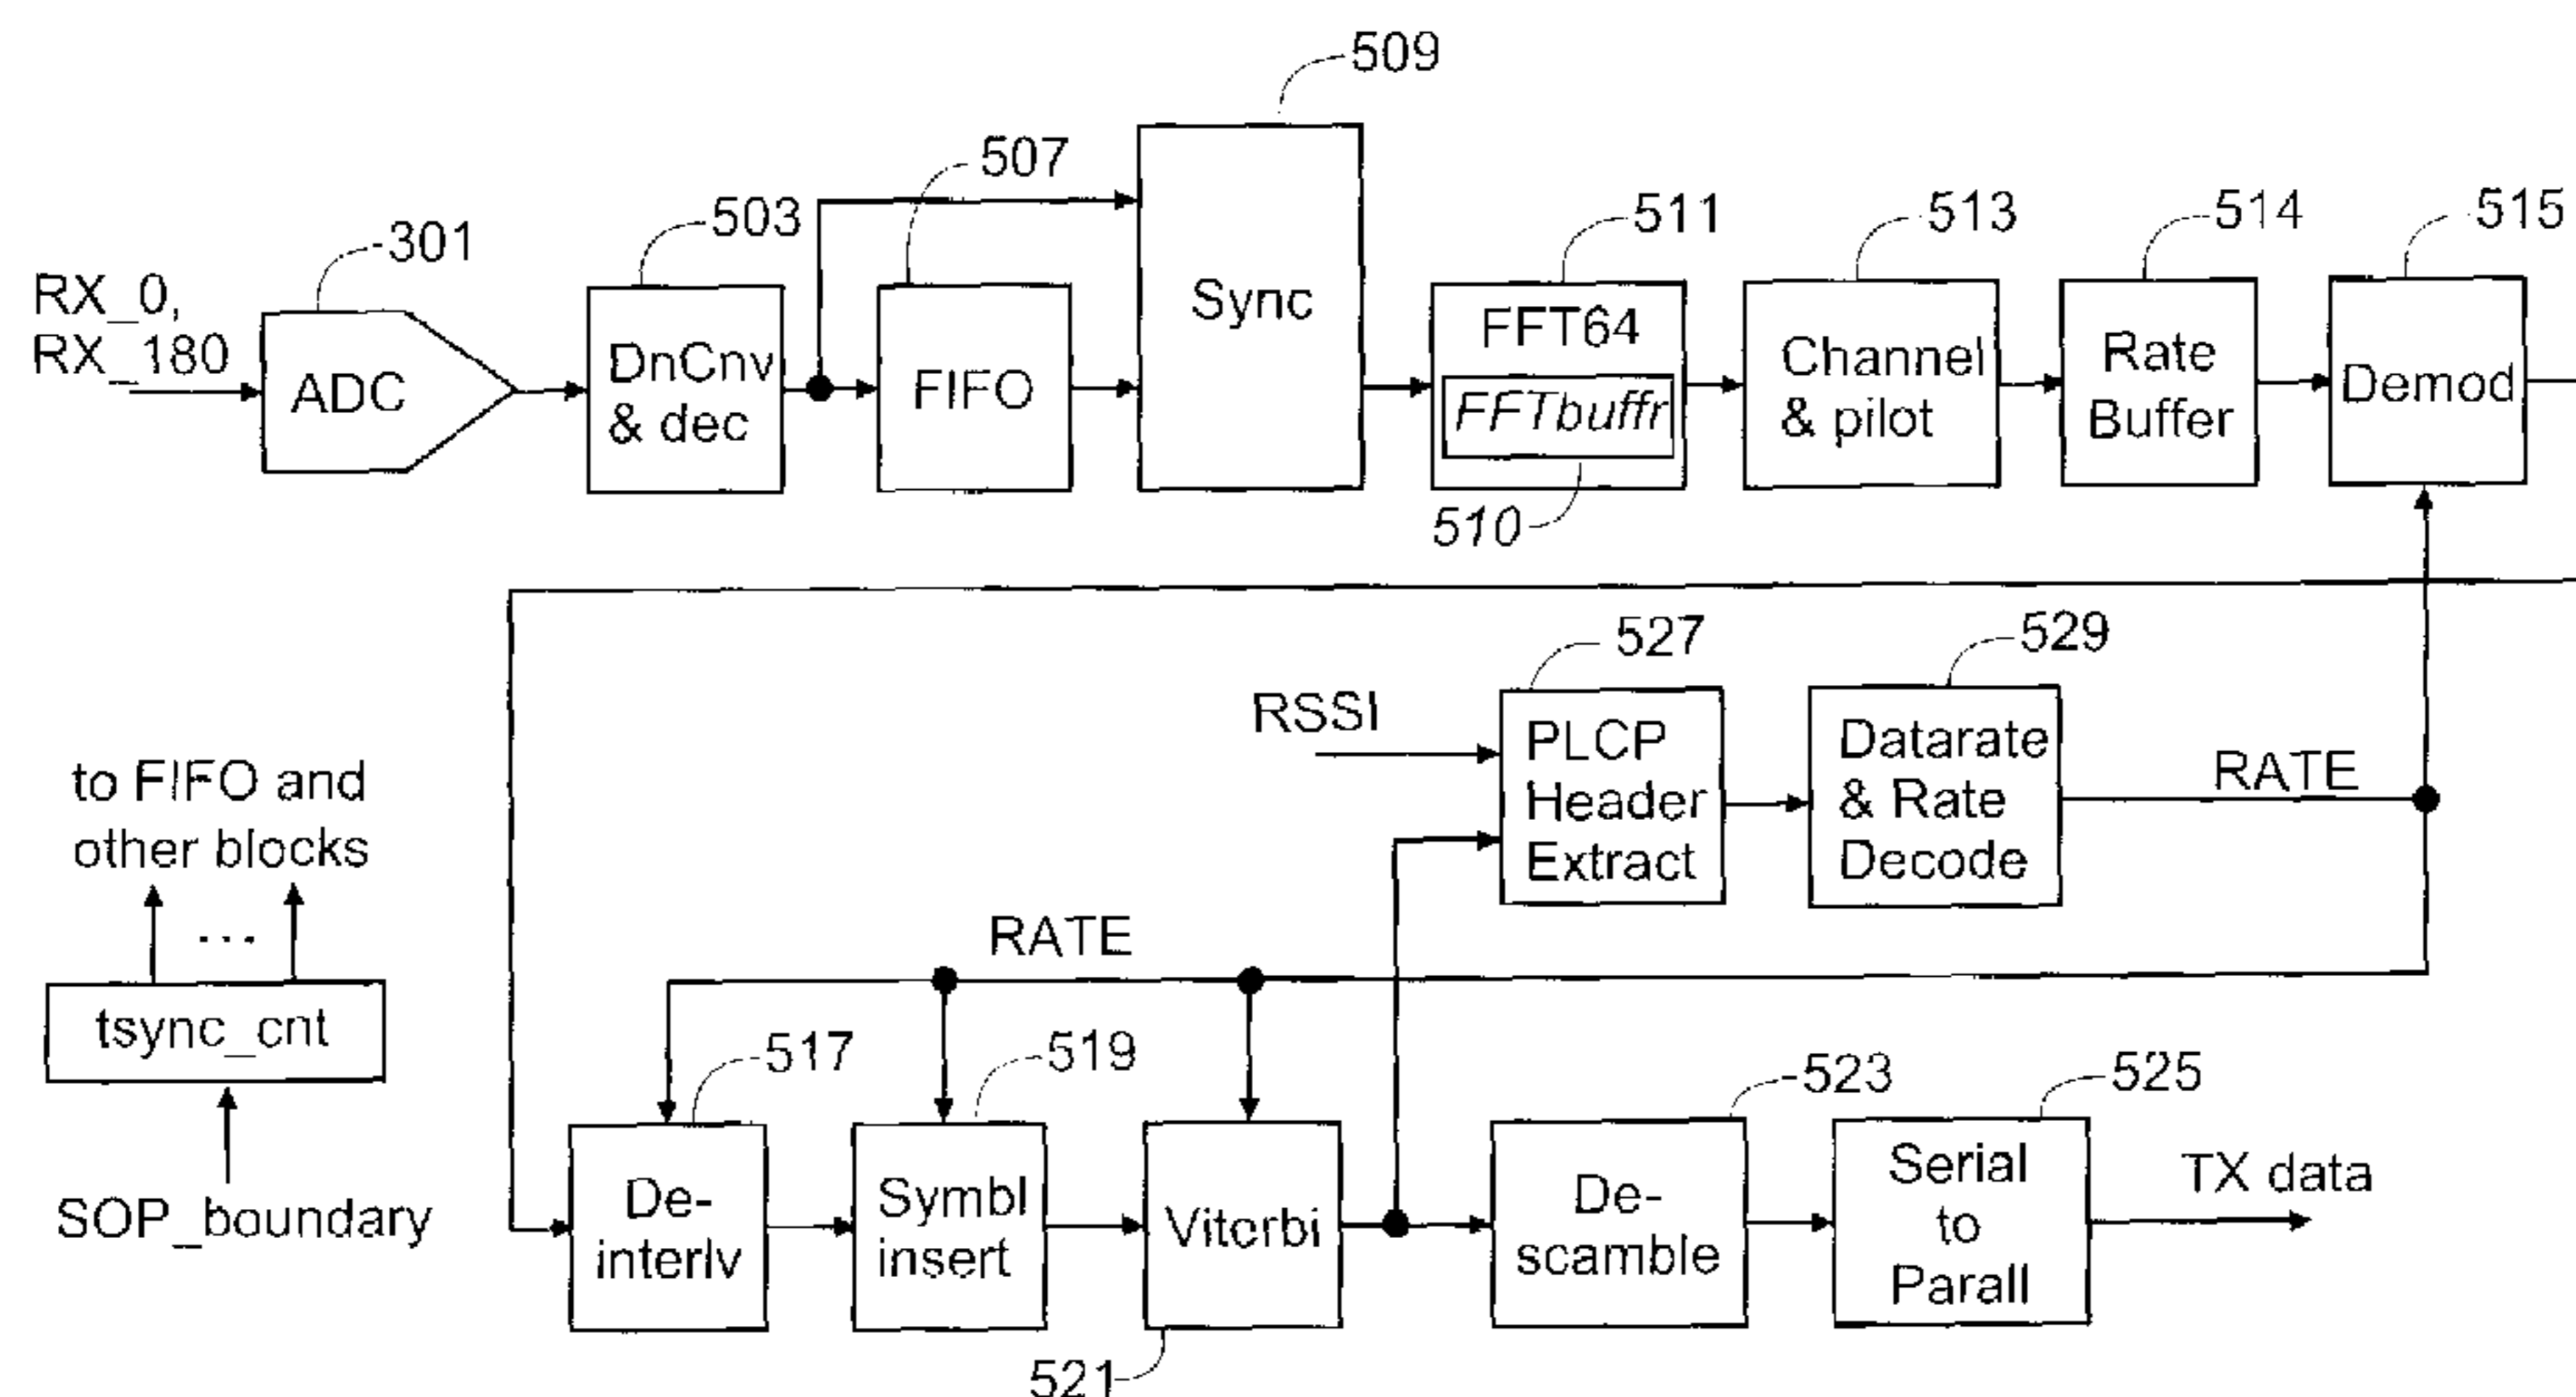 509
507
503
301
511
513
514
515
RX_0,
RX_180
ADC
DnCnv
& dec
FIFO
Sync
FFT64
FFTbuffr
510
Channel
& pilot
Rate
Buffer
Demod
527
529
RSSI
PLCP
Header
Extract
Datarate
& Rate
Decode
RATE
to FIFO and
other blocks
...
tsync_cnt
SOP_boundary
RATE
517
519
523
525
De-
interlv
Symbl
insert
Viterbi
521
De-
scamble
Serial
to
Parall
TX data